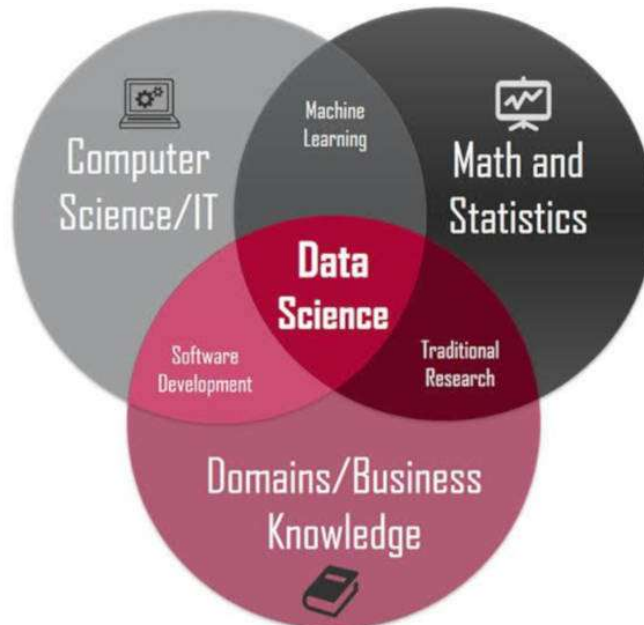 Machine
Learning
Computer
Science/IT
Math and
Statistics
Data
Science
Software
Development
Traditional
Research
Domains/Business
Knowledge